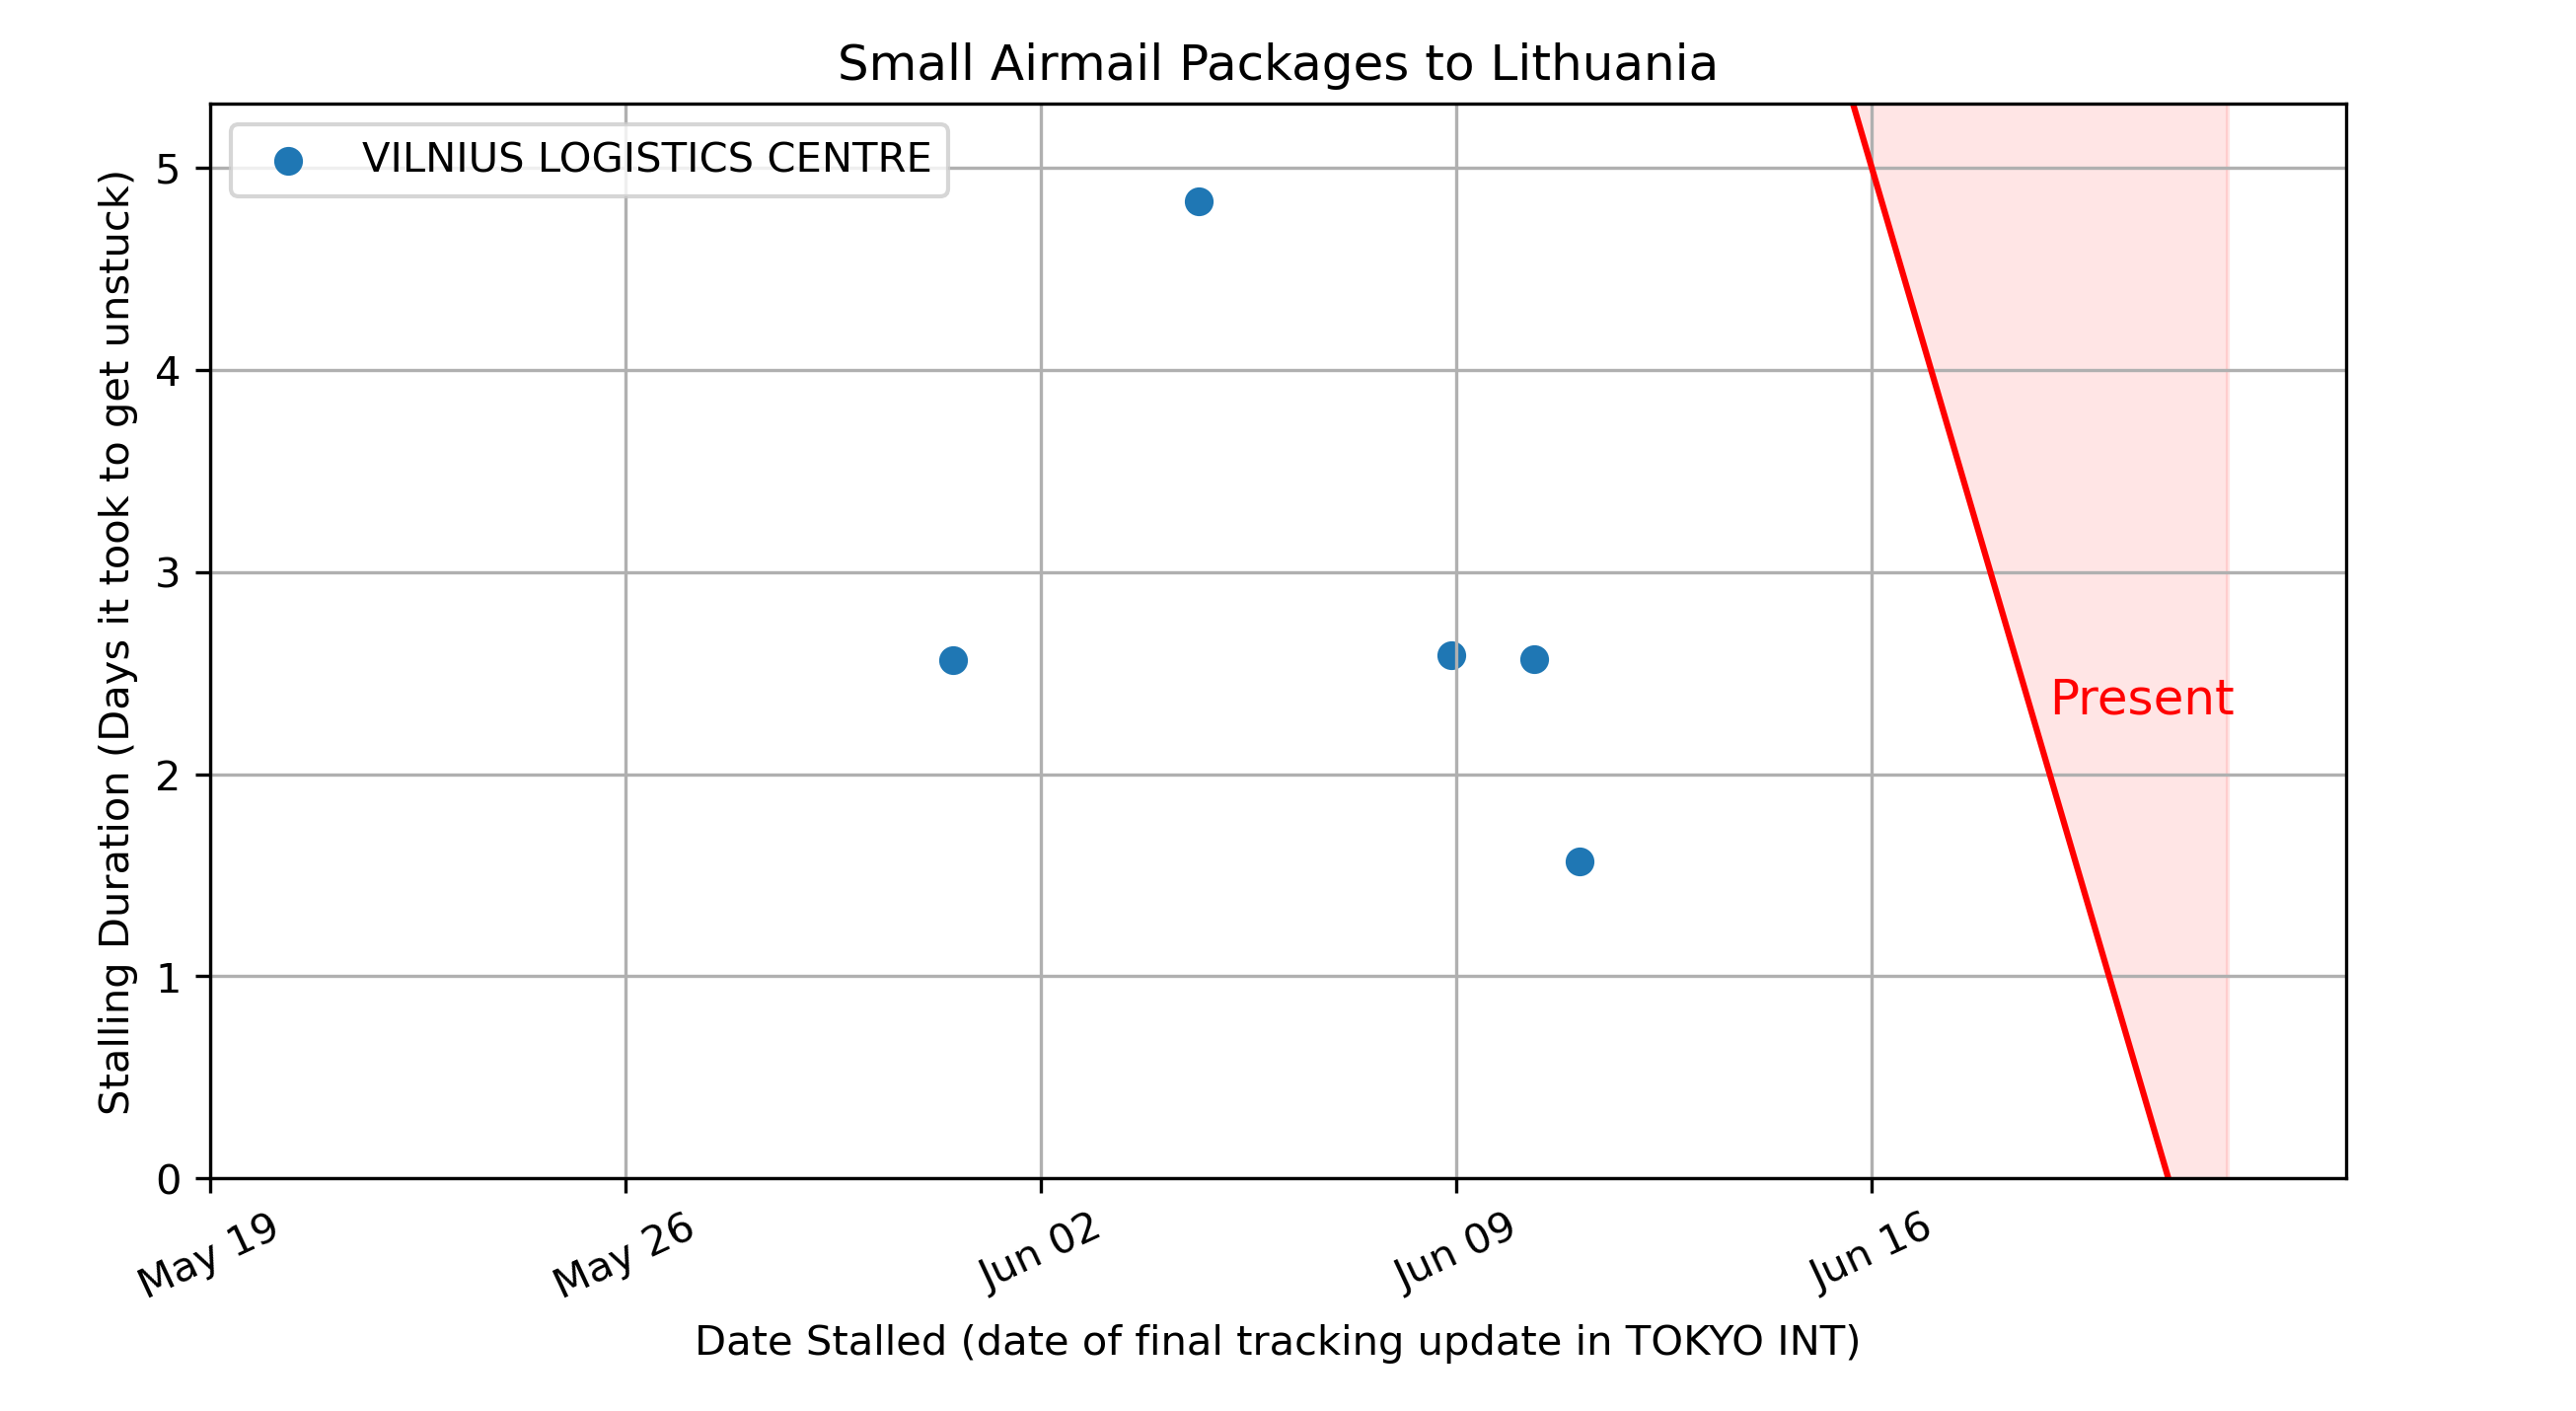 Small Airmail Packages to Lithuania
VILNIUS LOGISTICS CENTRE
Stalling Duration (Days it took to get unstuck)
5
4
3
2
1
0
Present
May 19
May 26
Jun 02
Jun 09
Jun 16
Date Stalled (date of final tracking update in TOKYO INT)